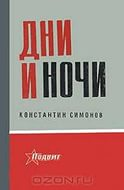 ДНИ
И НОЧИ
КОНСТАНТИН СИМОНОВ
Подвиг
OZON.RU